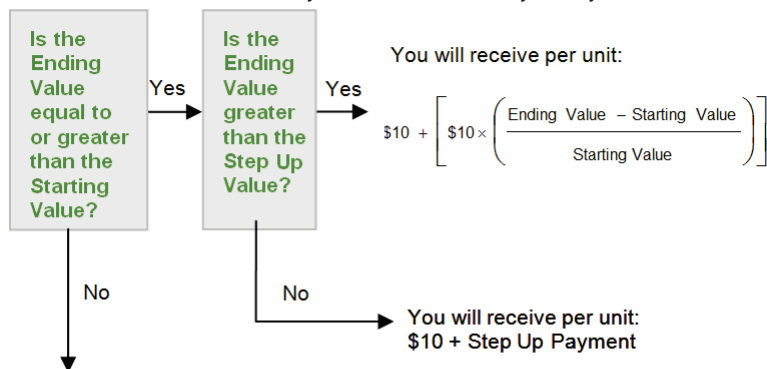 Is the
Ending
Value
equal to
or greater
than the
Starting
Value?
Yes
Is the
Ending
Value
greater
than the
Step Up
Value?
Yes
You will receive per unit:
$10 + [ $10 × ( Ending Value – Starting Value
Starting Value ) ]
No
No
You will receive per unit:
$10 + Step Up Payment